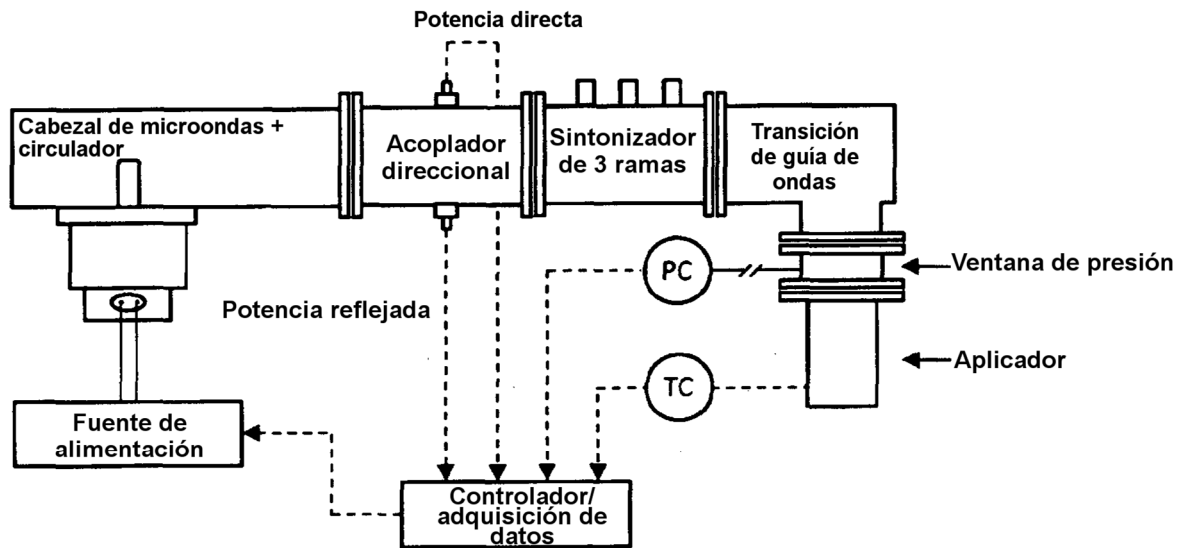 Potencia directa
Cabezal de microondas +
circulador
Acoplador
direccional
Sintonizador
de 3 ramas
Transición
de guía de
ondas
PC
Ventana de presión
Potencia reflejada
TC
Aplicador
Fuente de
alimentación
Controlador/
adquisición de
datos